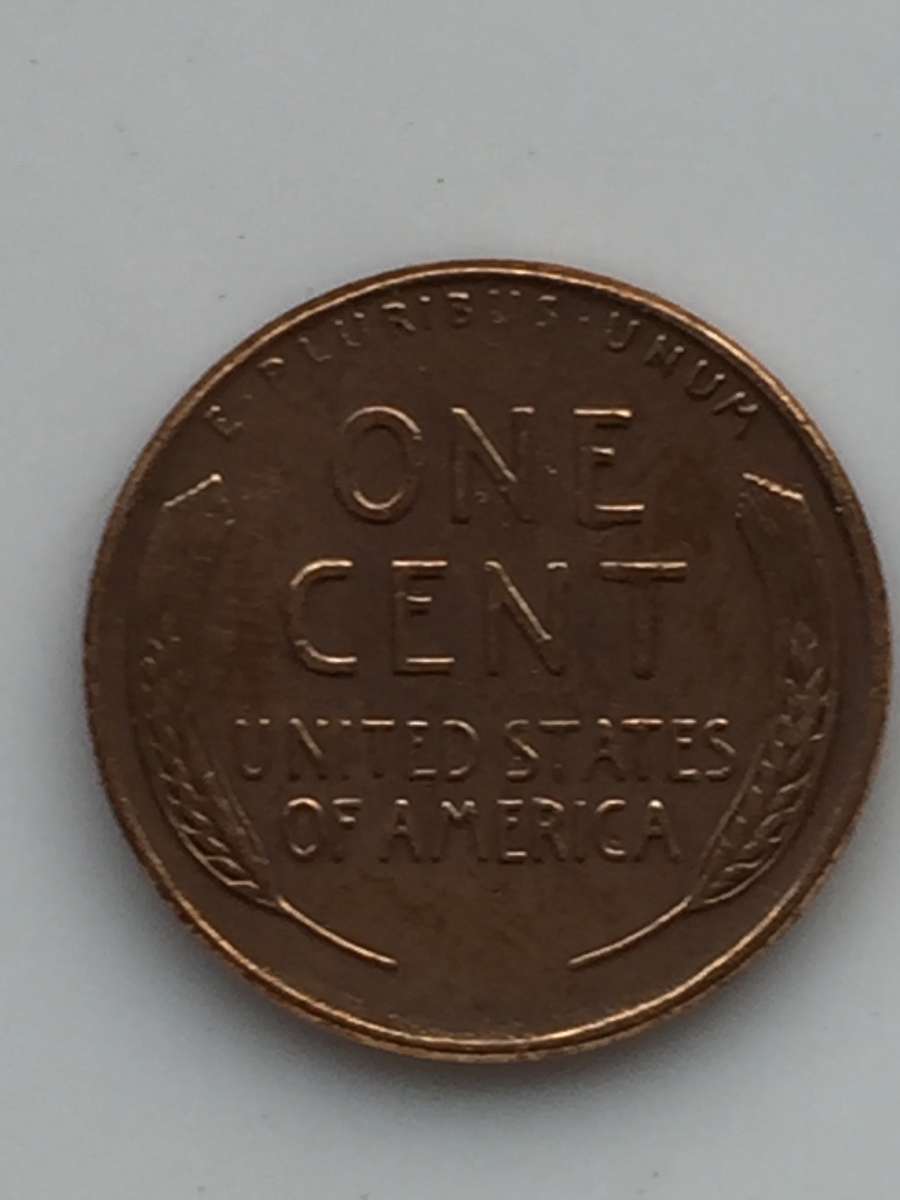 E·PLURIBUS·UNUM
ONE
CENT
UNITED STATES
OF AMERICA